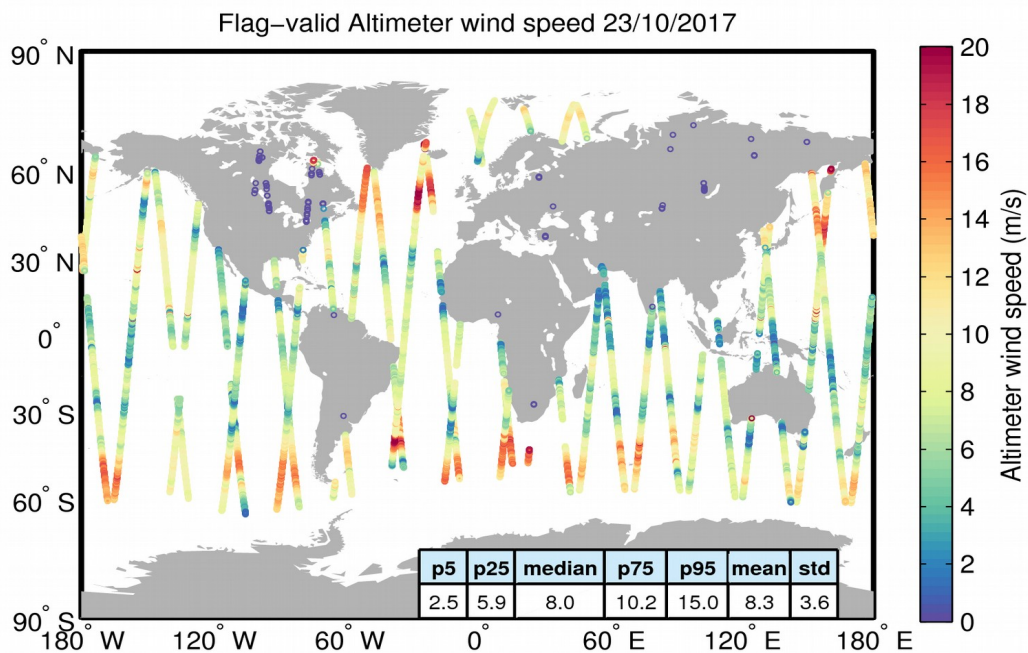 Flag−valid Altimeter wind speed 23/10/2017
90° N
60° N
30° N
0°
30° S
60° S
90° S
180° W
120° W
60° W
0°
60° E
120° E
180° E
p5 p25 median p75 p95 mean std
2.5 5.9 8.0 10.2 15.0 8.3 3.6
20
18
16
14
12
10
8
6
4
2
0
Altimeter wind speed (m/s)